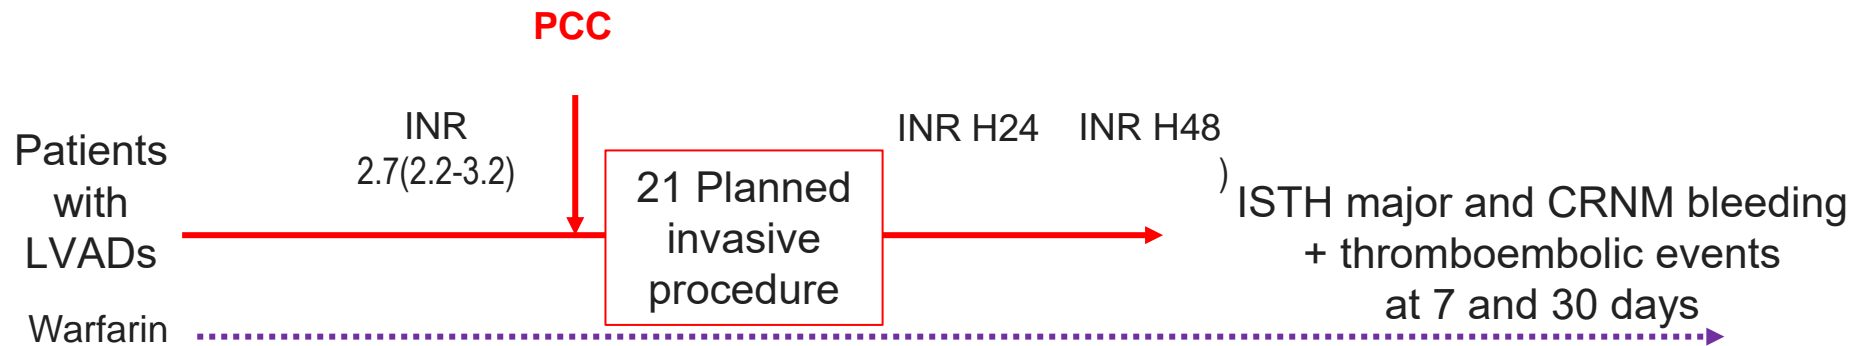 PCC
Patients
with
LVADs
INR
2.7(2.2-3.2)
21 Planned
invasive
procedure
INR H24
INR H48
)
ISTH major and CRNM bleeding
+ thromboembolic events
at 7 and 30 days
Warfarin